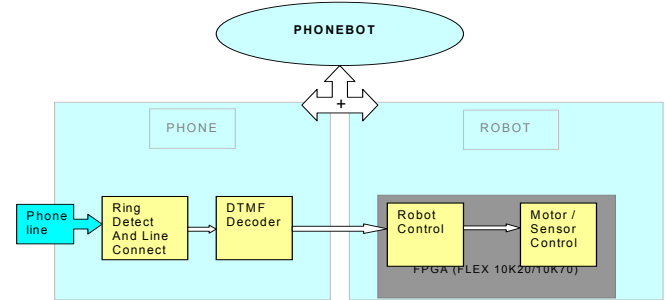 PHONEBOT
+
PHONE
ROBOT
Phone
line
Ring
Detect
And Line
Connect
DTMF
Decoder
Robot
Control
Motor /
Sensor
Control
FPGA (FLEX 10K20/10K70)